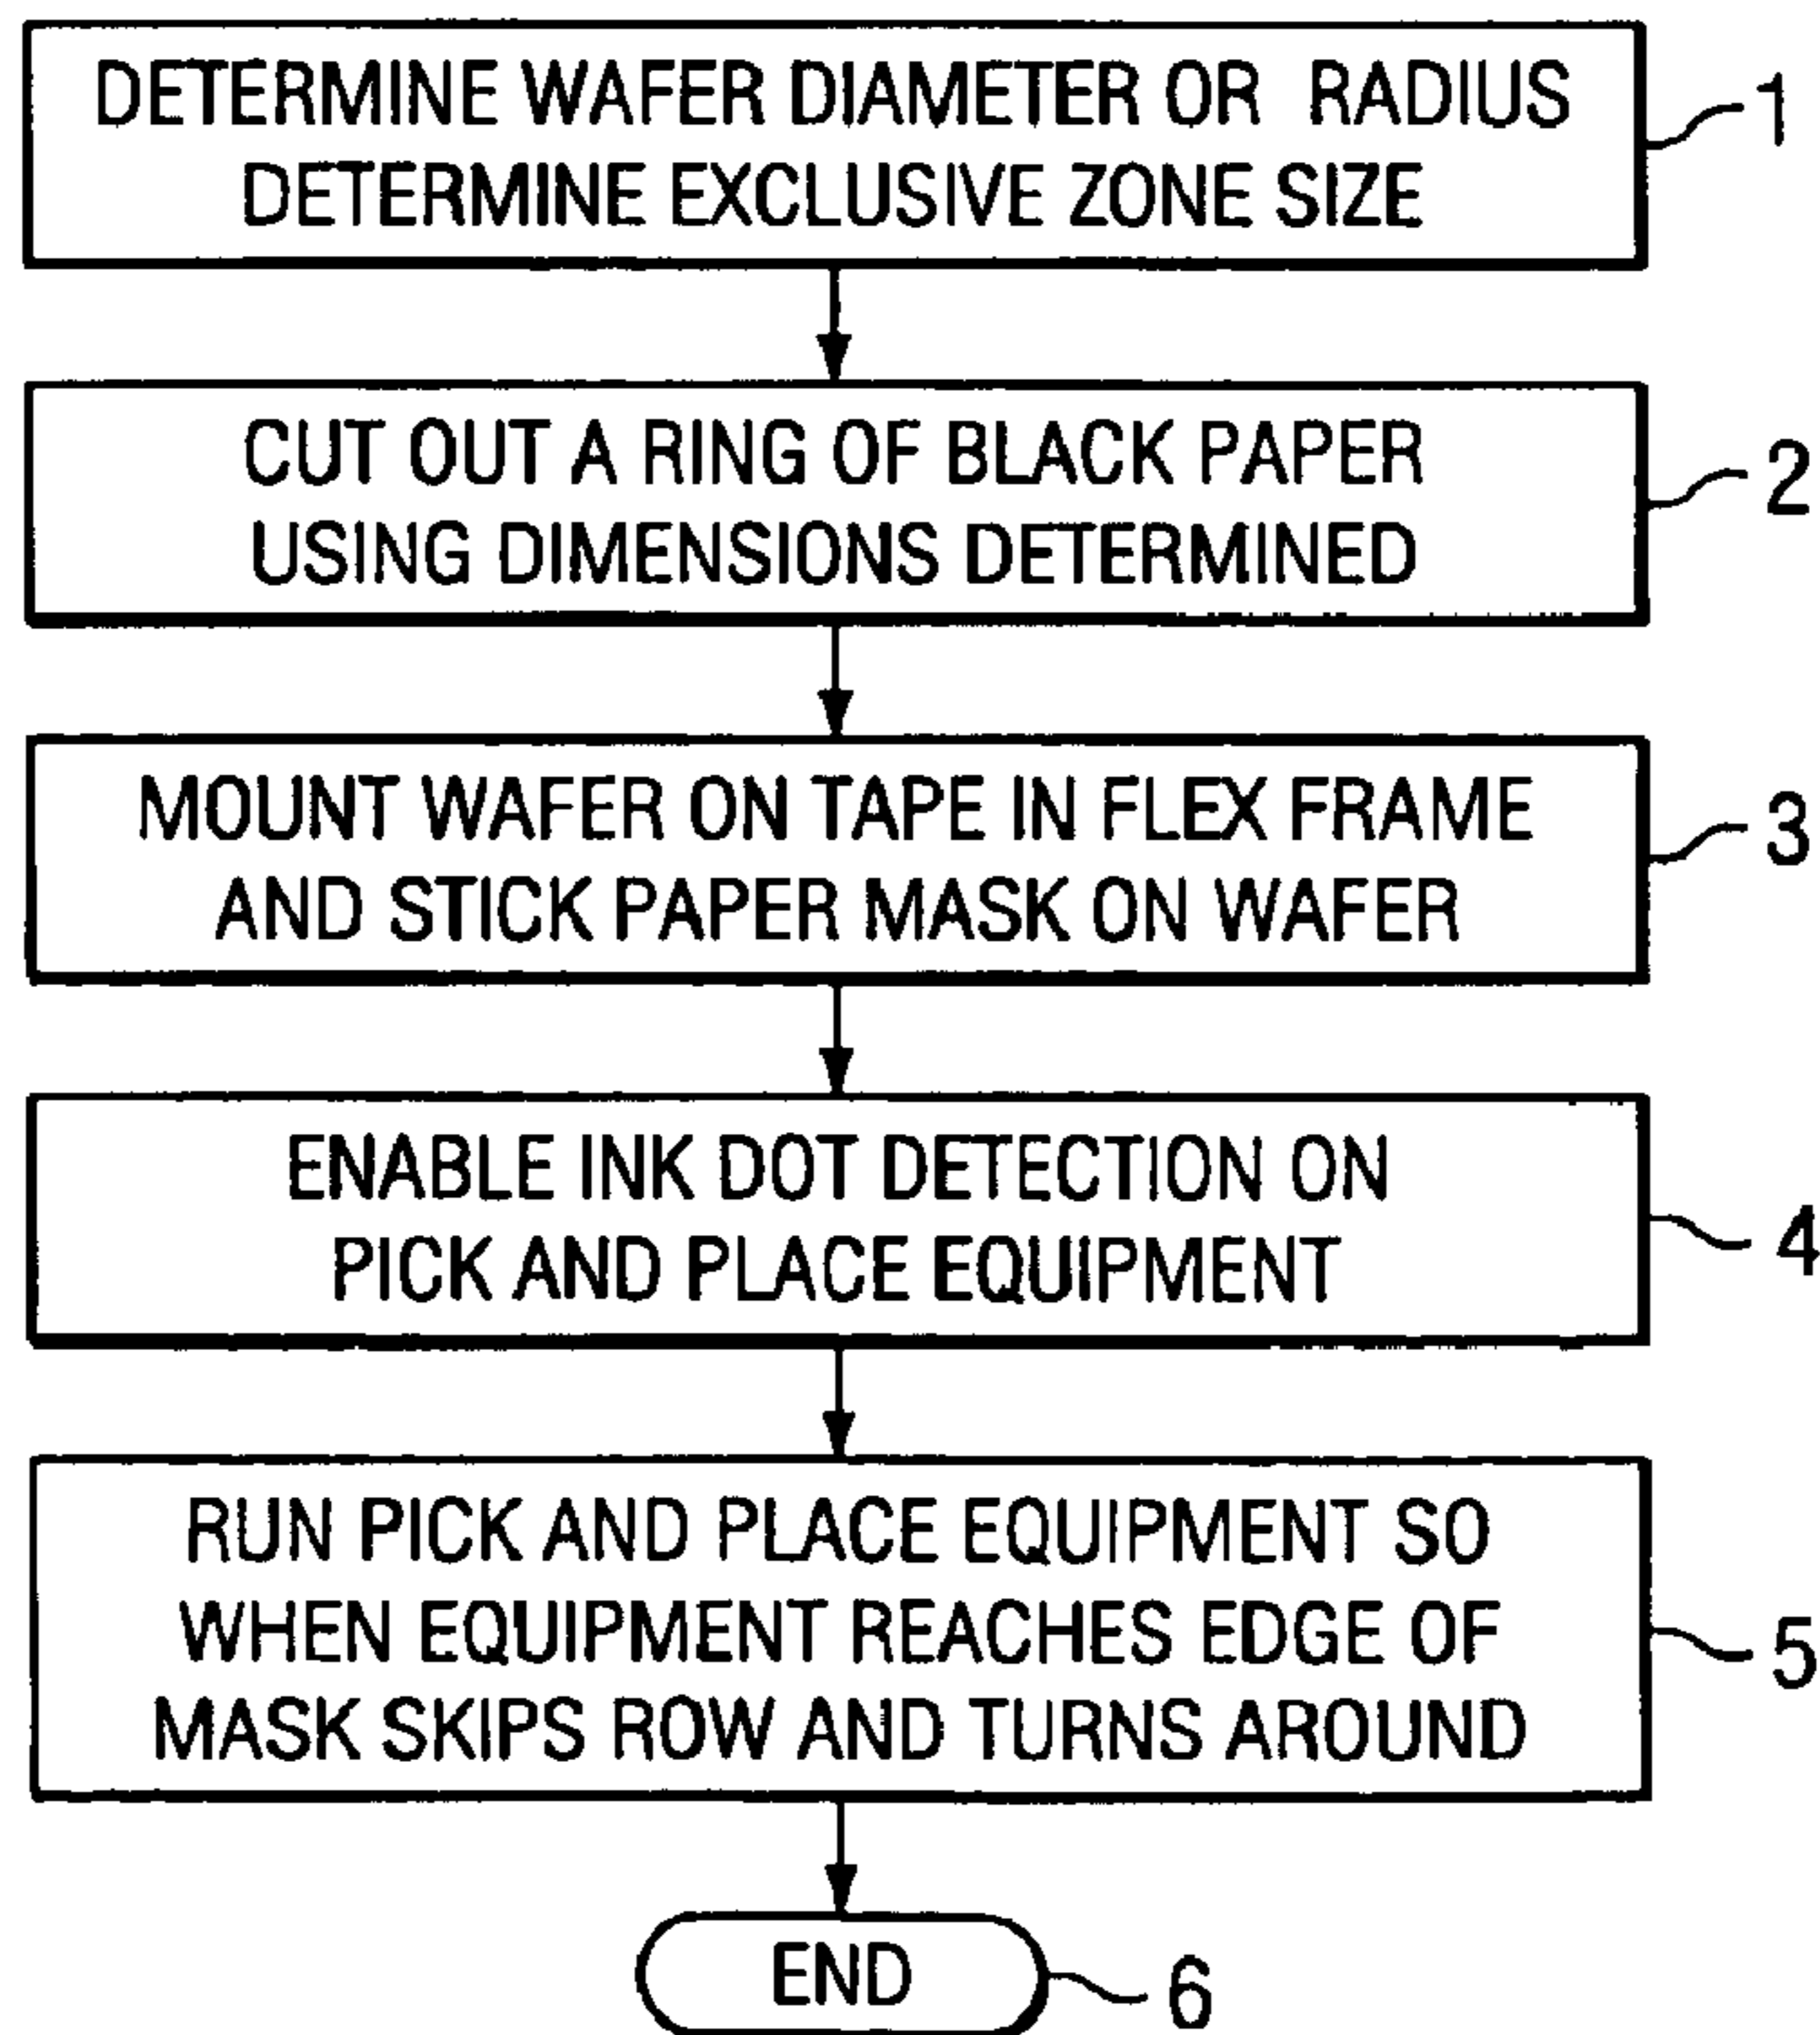 DETERMINE WAFER DIAMETER OR RADIUS
DETERMINE EXCLUSIVE ZONE SIZE
1
CUT OUT A RING OF BLACK PAPER
USING DIMENSIONS DETERMINED
2
MOUNT WAFER ON TAPE IN FLEX FRAME
AND STICK PAPER MASK ON WAFER
3
ENABLE INK DOT DETECTION ON
PICK AND PLACE EQUIPMENT
4
RUN PICK AND PLACE EQUIPMENT SO
WHEN EQUIPMENT REACHES EDGE OF
MASK SKIPS ROW AND TURNS AROUND
5
END
6